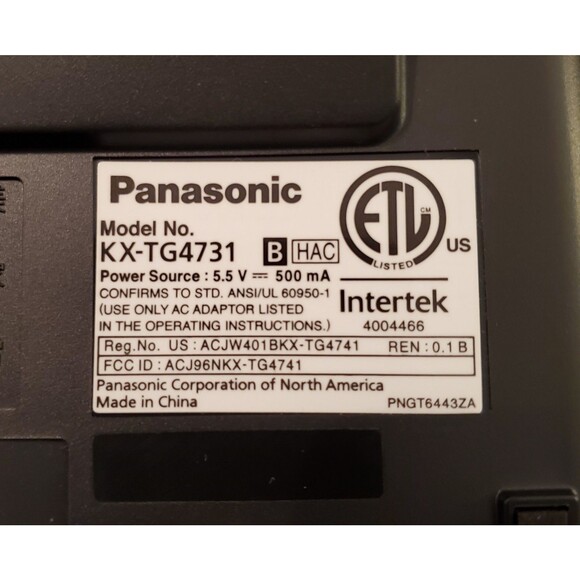 Panasonic
Model No.
KX-TG4731 B HAC
Power Source : 5.5 V ⎓ 500 mA
CONFIRMS TO STD. ANSI/UL 60950-1
(USE ONLY AC ADAPTOR LISTED
IN THE OPERATING INSTRUCTIONS.)
ETL CM
LISTED
US
Intertek
4004466
Reg.No. US : ACJW401BKX-TG4741 REN : 0.1 B
FCC ID : ACJ96NKX-TG4741
Panasonic Corporation of North America
Made in China
PNGT6443ZA